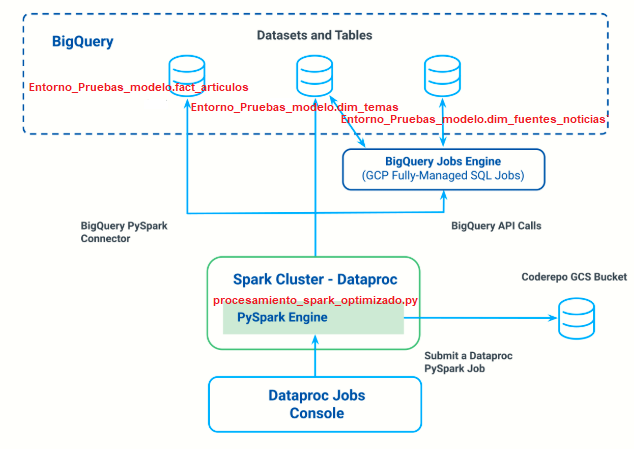 BigQuery
Datasets and Tables
Entorno_Pruebas_modelo.fact_articulos
Entorno_Pruebas_modelo.dim_temas
Entorno_Pruebas_modelo.dim_fuentes_noticias
BigQuery Jobs Engine
(GCP Fully-Managed SQL Jobs)
BigQuery PySpark
Connector
BigQuery API Calls
Spark Cluster - Dataproc
procesamiento_spark_optimizado.py
PySpark Engine
Coderepo GCS Bucket
Submit a Dataproc
PySpark Job
Dataproc Jobs
Console